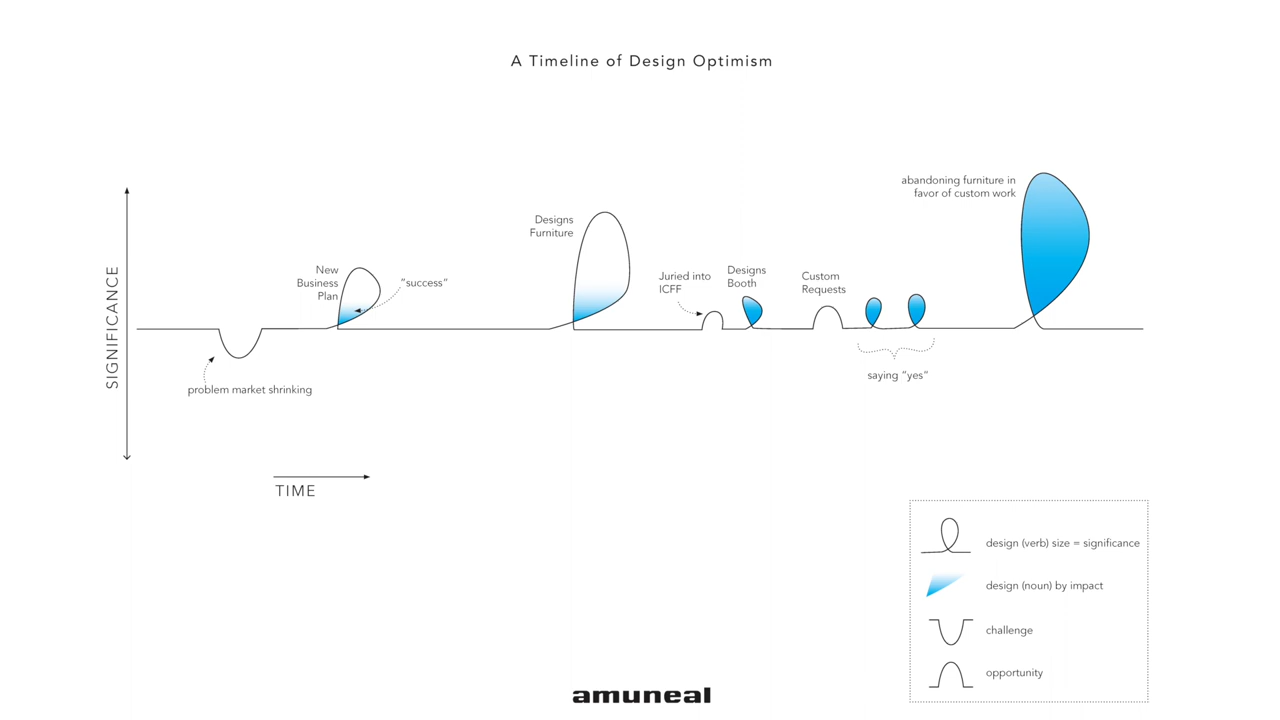 A Timeline of Design Optimism
SIGNIFICANCE
problem market shrinking
New
Business
Plan
“success”
Designs
Furniture
Juried into
ICFF
Designs
Booth
Custom
Requests
saying “yes”
abandoning furniture in
favor of custom work
TIME
design (verb) size = significance
design (noun) by impact
challenge
opportunity
amuneal